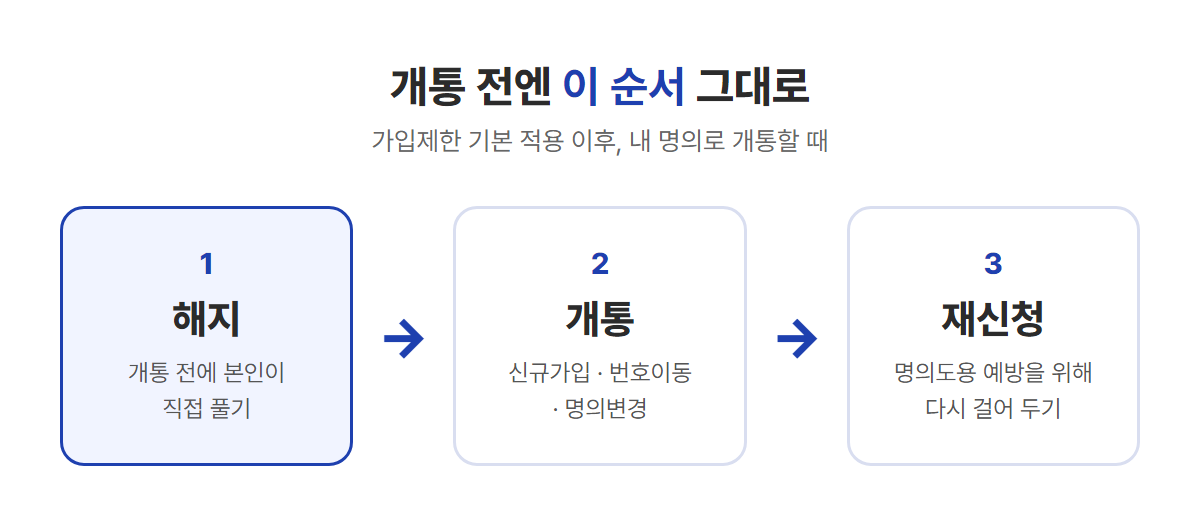 개통 전엔 이 순서 그대로
가입제한 기본 적용 이후, 내 명의로 개통할 때
1
해지
개통 전에 본인이
직접 풀기
→
2
개통
신규가입 · 번호이동
· 명의변경
→
3
재신청
명의도용 예방을 위해
다시 걸어 두기